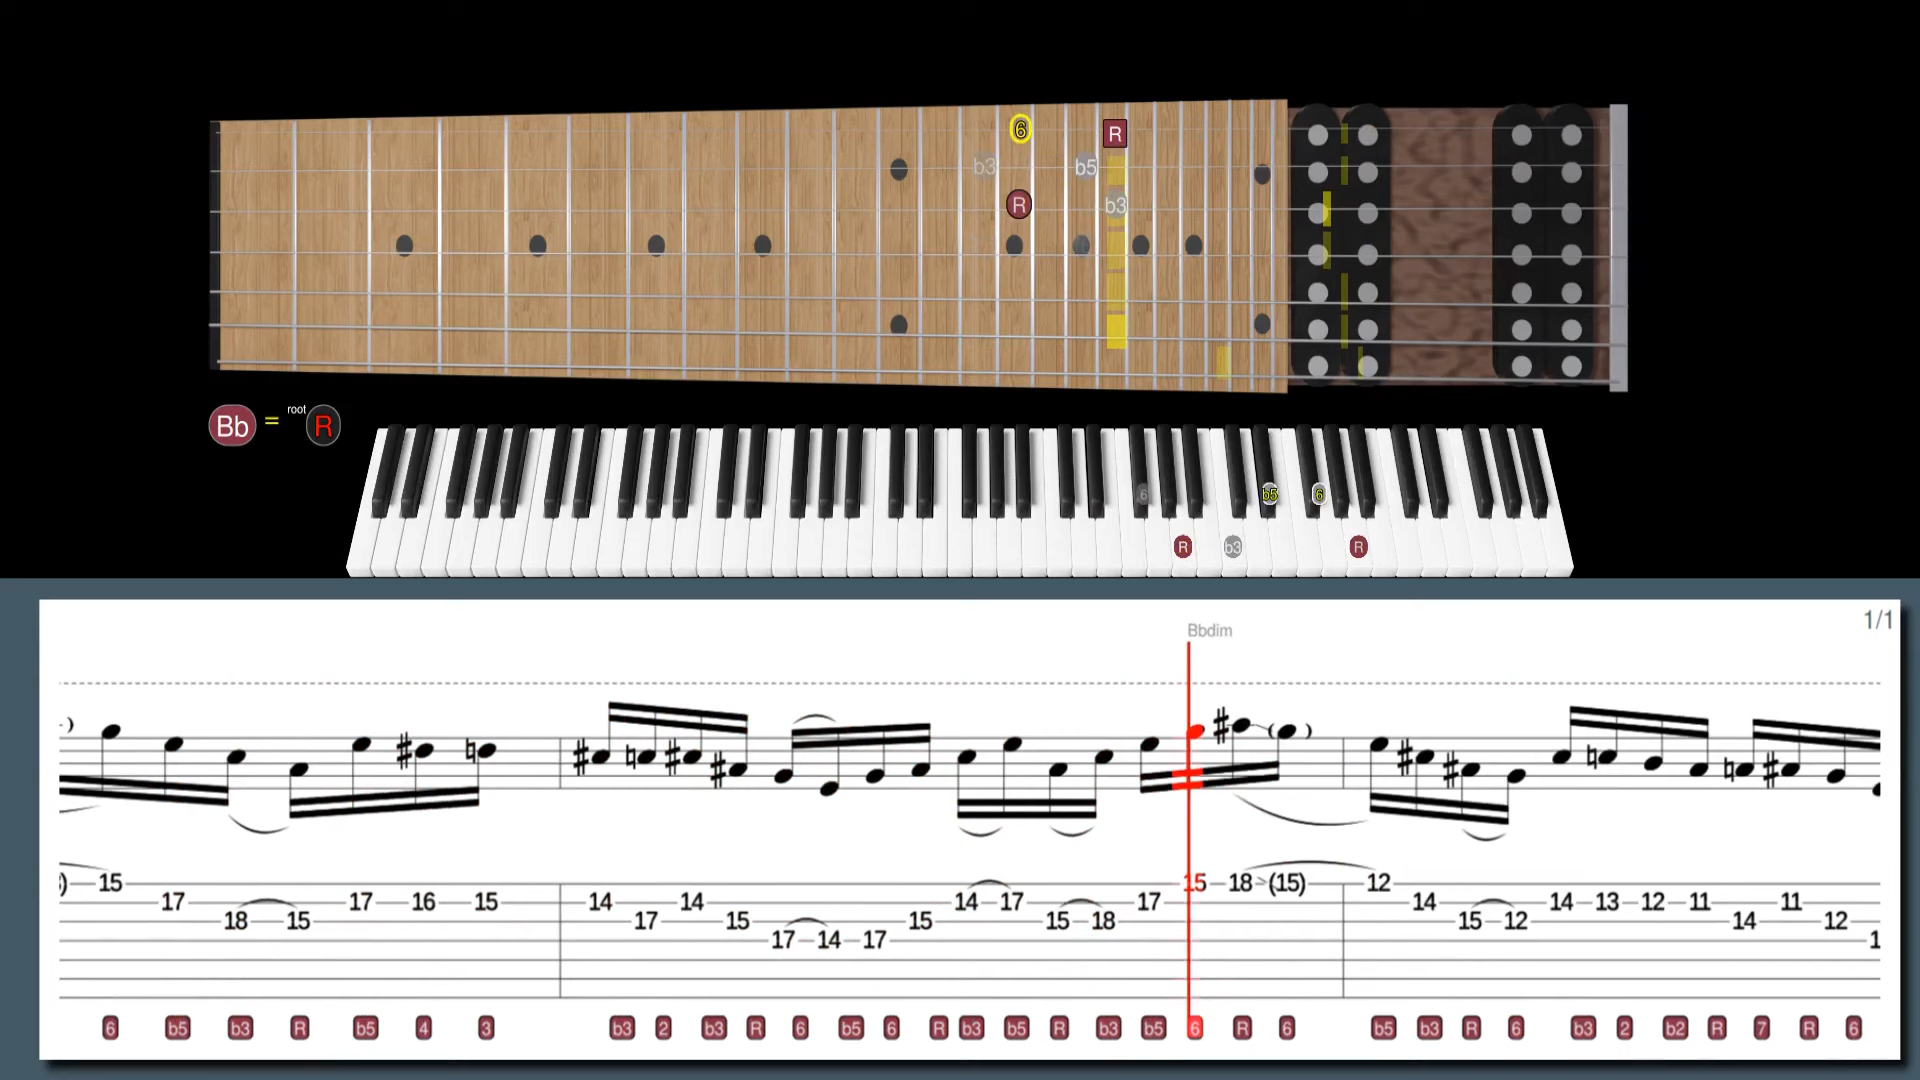 6 R
b3 b5
R b3
Bb = root R
6 b5 6
R b3 R
1/1
Bbdim
) 15 15 18 (15) 12
17 17 16 15 14 14 14 17 17 14 14 13 12 11 11
18 15 17 15 15 15 18 15 12 14 12
17 14 17 1
6 b5 b3 R b5 4 3 b3 2 b3 R 6 b5 6 R b3 b5 R b3 b5 6 R 6 b5 b3 R 6 b3 2 b2 R 7 R 6